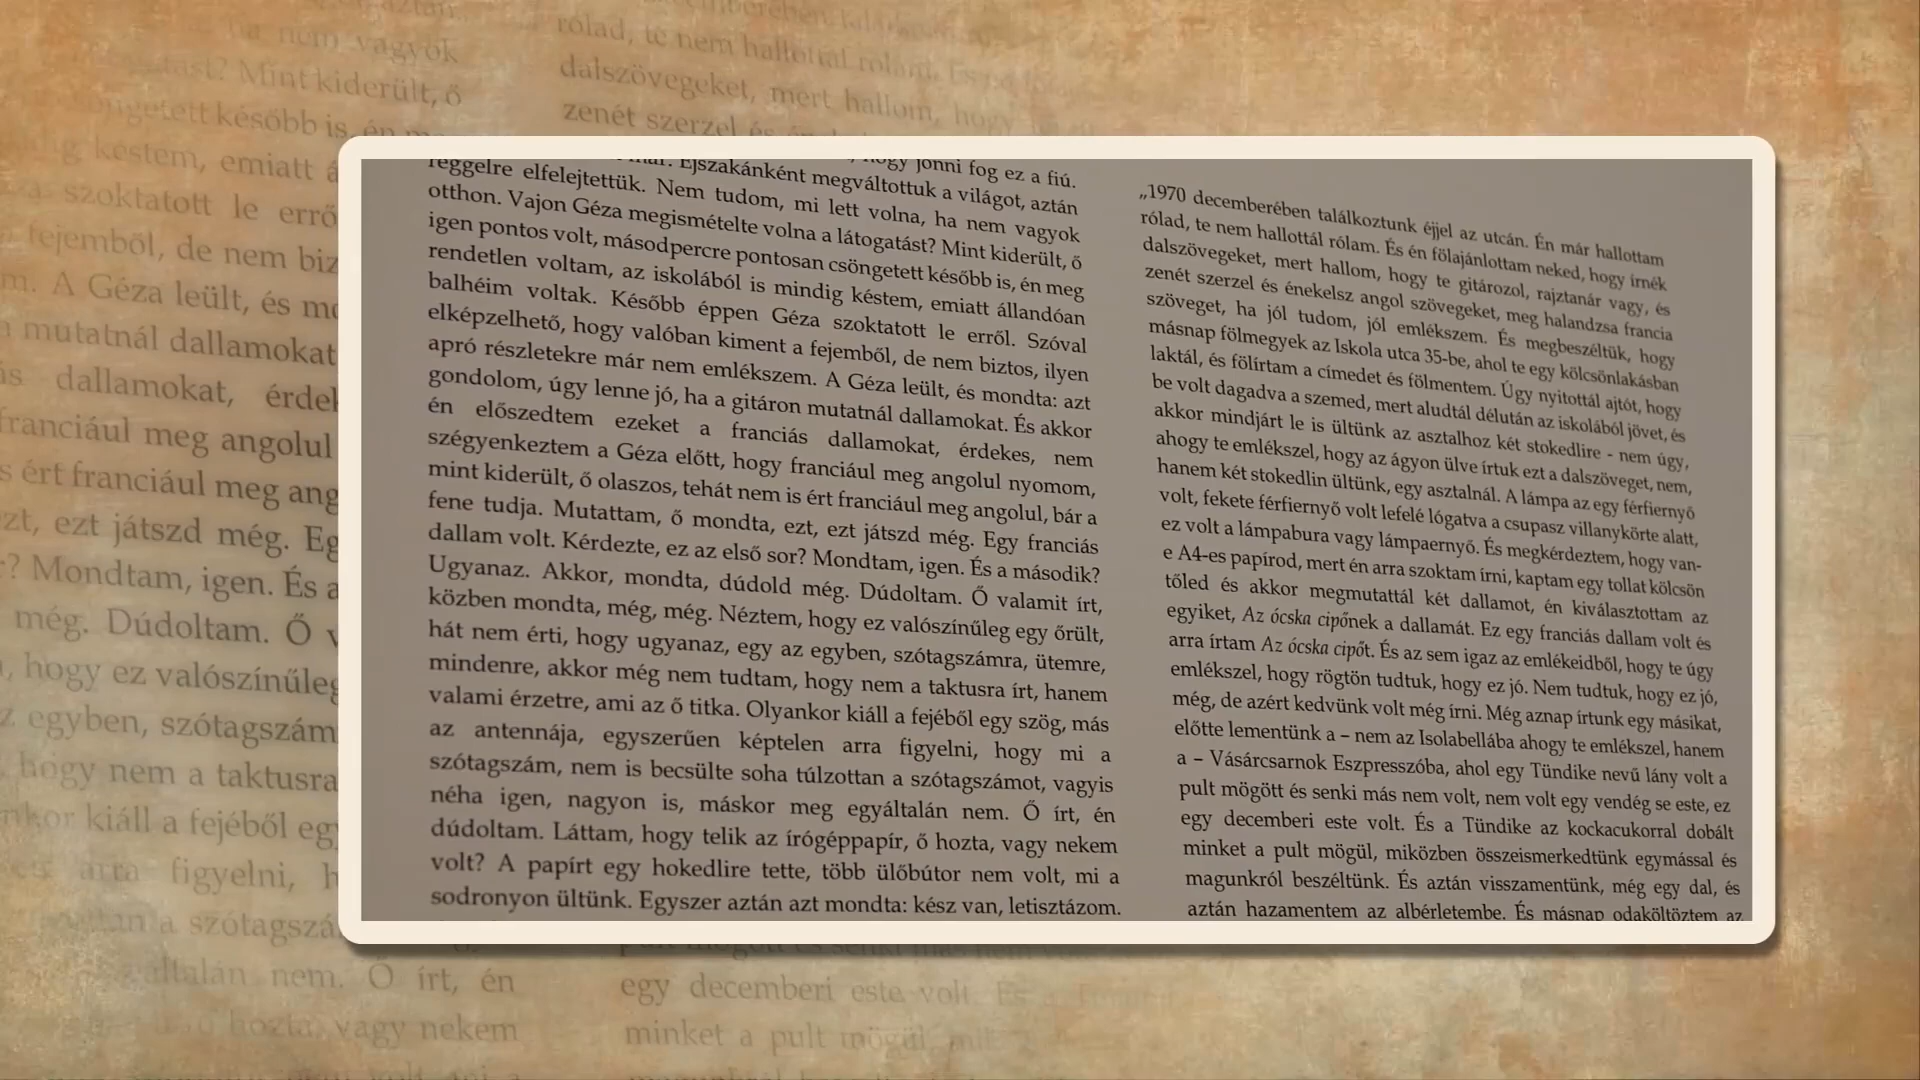 hogy jönni fog ez a fiú.
reggelre elfelejtettük. Éjszakánként megváltottuk a világot, aztán
otthon. Nem tudom, mi lett volna, ha nem vagyok
igen pontos volt, Vajon Géza megismételte volna a látogatást? Mint kiderült, ő
rendetlen voltam, másodpercre pontosan csöngetett később is, én meg
balhéim voltak. az iskolából is mindig késtem, emiatt állandóan
elképzelhető, Később éppen Géza szoktatott le erről. Szóval
apró részletekre hogy valóban kiment a fejemből, de nem biztos, ilyen
gondolom, már nem emlékszem. A Géza leült, és mondta: azt
én úgy lenne jó, ha a gitáron mutatnál dallamokat. És akkor
szégyenkeztem előszedtem ezeket a franciás dallamokat, érdekes, nem
mint kiderült, a Géza előtt, hogy franciául meg angolul nyomom,
fene tudja. ő olaszos, tehát nem is ért franciául meg angolul, bár a
dallam volt. Mutattam, ő mondta, ezt, ezt játszd még. Egy franciás
Ugyanaz. Kérdezte, ez az első sor? Mondtam, igen. És a második?
közben Akkor, mondta, dúdold még. Dúdoltam. Ő valamit írt,
hát mondta, még, még. Néztem, hogy ez valószínűleg egy őrült,
mindenre, nem érti, hogy ugyanaz, egy az egyben, szótagszámra, ütemre,
valami akkor még nem tudtam, hogy nem a taktusra írt, hanem
az érzetre, ami az ő titka. Olyankor kiáll a fejéből egy szög, más
szótagszám, antennája, egyszerűen képtelen arra figyelni, hogy mi a
néha nem is becsülte soha túlzottan a szótagszámot, vagyis
dúdoltam. igen, nagyon is, máskor meg egyáltalán nem. Ő írt, én
volt? Láttam, hogy telik az írógéppapír, ő hozta, vagy nekem
A papírt egy hokedlire tette, több ülőbútor nem volt, mi a
sodronyon ültünk. Egyszer aztán azt mondta: kész van, letisztázom.
„1970 decemberében találkoztunk éjjel az utcán. Én már hallottam
rólad, te nem hallottál rólam. És én fölajánlottam neked, hogy írnék
dalszövegeket, mert hallom, hogy te gitározol, rajztanár vagy, és
zenét szerzel és énekelsz angol szövegeket, meg halandzsa francia
szöveget, ha jól tudom, jól emlékszem. És megbeszéltük, hogy
másnap fölmegyek az Iskola utca 35-be, ahol te egy kölcsönlakásban
laktál, és fölírtam a címedet és fölmentem. Úgy nyitottál ajtót, hogy
be volt dagadva a szemed, mert aludtál délután az iskolából jövet, és
akkor mindjárt le is ültünk az asztalhoz két stokedlire - nem úgy,
ahogy te emlékszel, hogy az ágyon ülve írtuk ezt a dalszöveget, nem,
hanem két stokedlin ültünk, egy asztalnál. A lámpa az egy férfiernyő
volt, fekete férfiernyő volt lefelé lógatva a csupasz villanykörte alatt,
ez volt a lámpabura vagy lámpaernyő. És megkérdeztem, hogy van-
e A4-es papírod, mert én arra szoktam írni, kaptam egy tollat kölcsön
tőled és akkor megmutattál két dallamot, én kiválasztottam az
egyiket, Az ócska cipőnek a dallamát. Ez egy franciás dallam volt és
arra írtam Az ócska cipőt. És az sem igaz az emlékeidből, hogy te úgy
emlékszel, hogy rögtön tudtuk, hogy ez jó. Nem tudtuk, hogy ez jó,
még, de azért kedvünk volt még írni. Még aznap írtunk egy másikat,
előtte lementünk a – nem az Isolabellába ahogy te emlékszel, hanem
a – Vásárcsarnok Eszpresszóba, ahol egy Tündike nevű lány volt a
pult mögött és senki más nem volt, nem volt egy vendég se este, ez
egy decemberi este volt. És a Tündike az kockacukorral dobált
minket a pult mögül, miközben összeismerkedtünk egymással és
magunkról beszéltünk. És aztán visszamentünk, még egy dal, és
aztán hazamentem az albérletembe. És másnap odaköltöztem az